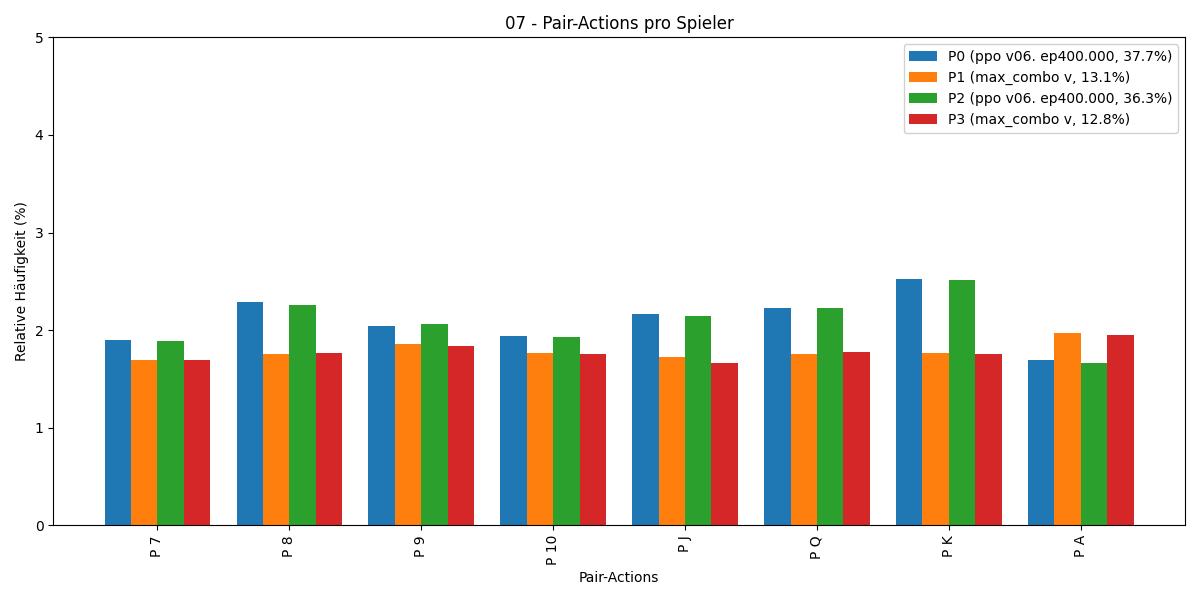 07 - Pair-Actions pro Spieler
P0 (ppo v06. ep400.000, 37.7%)
P1 (max_combo v, 13.1%)
P2 (ppo v06. ep400.000, 36.3%)
P3 (max_combo v, 12.8%)
Relative Häufigkeit (%)
5
4
3
2
1
0
P 7
P 8
P 9
P 10
P J
P Q
P K
P A
Pair-Actions